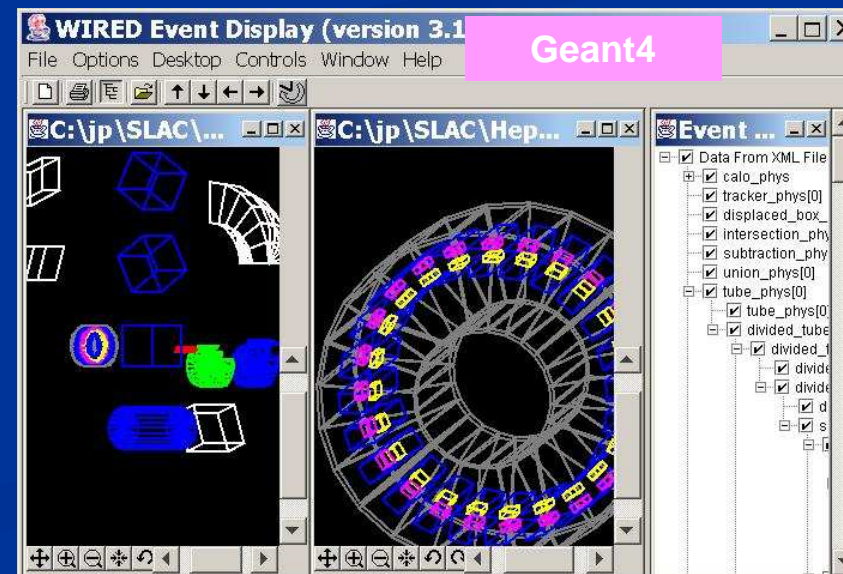 WIRED Event Display (version 3.1
Geant4
File Options Desktop Controls Window Help
C:\jp\SLAC\...
C:\jp\SLAC\Hep...
Event ...
Data From XML File
calo_phys
tracker_phys[0]
displaced_box_
intersection_phy
subtraction_phy
union_phys[0]
tube_phys[0]
tube_phys[0]
divided_tube
divided_t
divide
divide
d
s